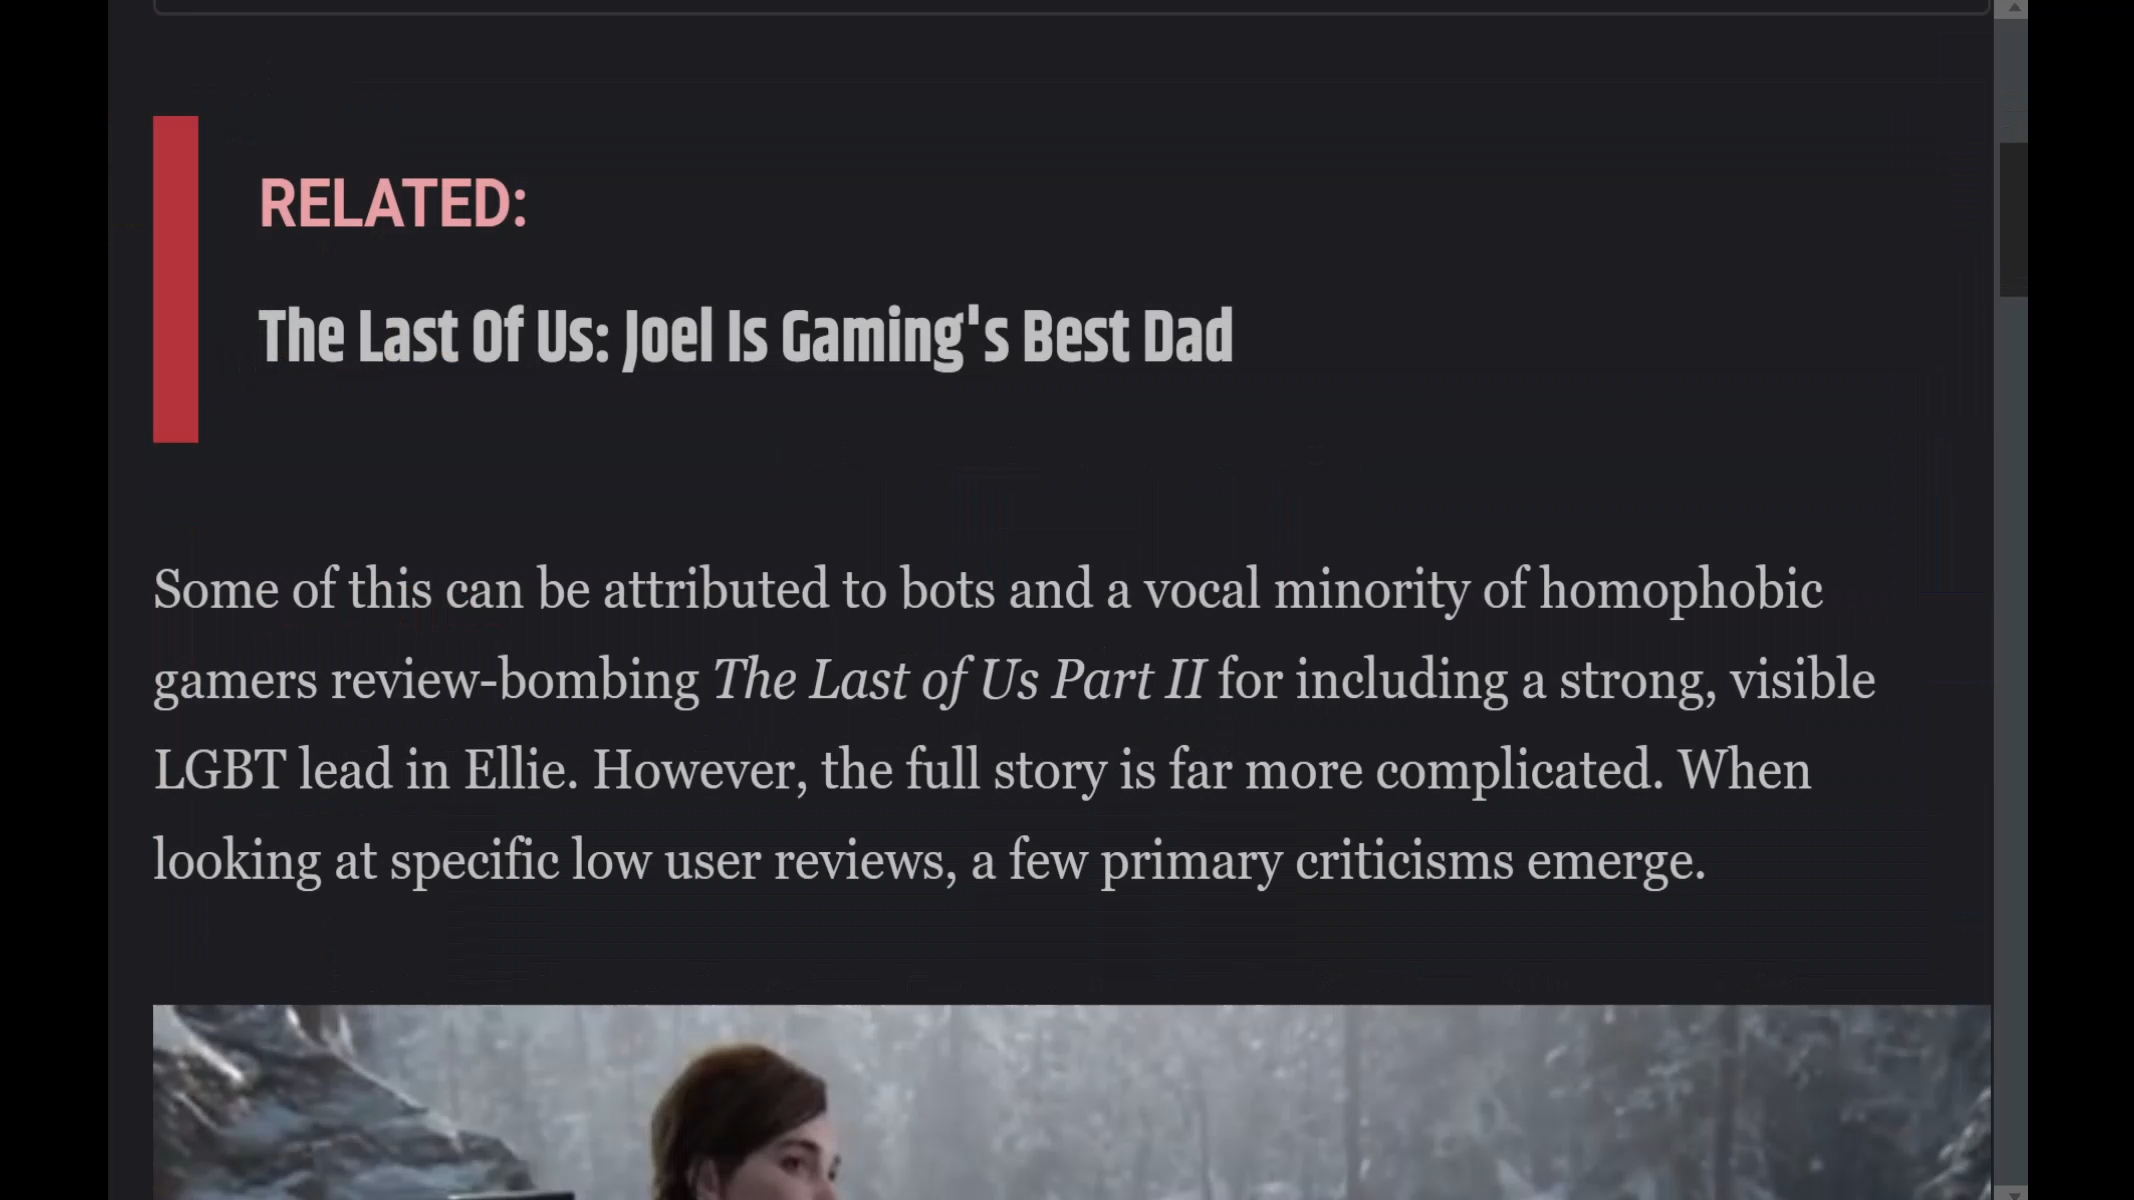 RELATED:
The Last Of Us: Joel Is Gaming's Best Dad
Some of this can be attributed to bots and a vocal minority of homophobic
gamers review-bombing The Last of Us Part II for including a strong, visible
LGBT lead in Ellie. However, the full story is far more complicated. When
looking at specific low user reviews, a few primary criticisms emerge.